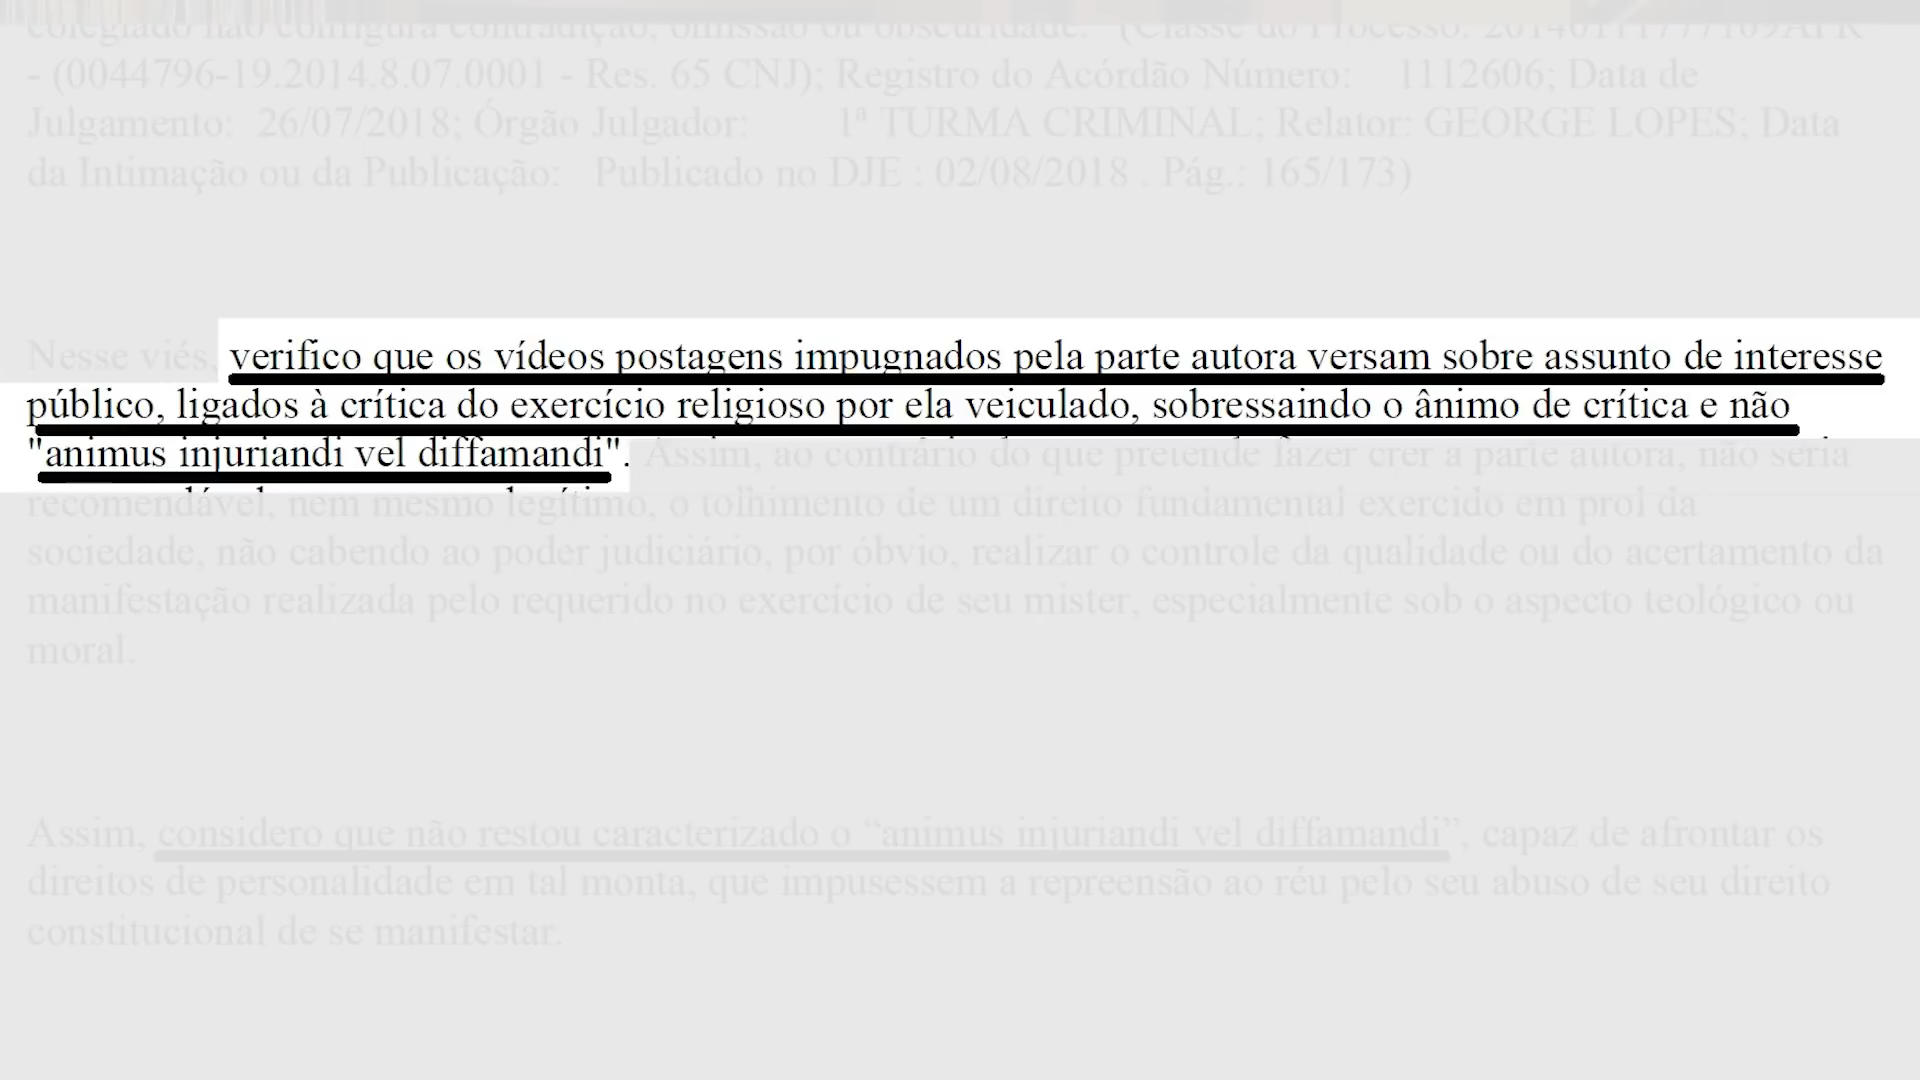 colegiado não configura contradição, omissão ou obscuridade. (Classe do Processo: 20140111777109APR
- (0044796-19.2014.8.07.0001 - Res. 65 CNJ); Registro do Acórdão Número: 1112606; Data de
Julgamento: 26/07/2018; Órgão Julgador: 1ª TURMA CRIMINAL; Relator: GEORGE LOPES; Data
da Intimação ou da Publicação: Publicado no DJE : 02/08/2018 . Pág.: 165/173)
Nesse viés, verifico que os vídeos postagens impugnados pela parte autora versam sobre assunto de interesse
público, ligados à crítica do exercício religioso por ela veiculado, sobressaindo o ânimo de crítica e não
"animus injuriandi vel diffamandi". Assim, ao contrário do que pretende fazer crer a parte autora, não seria
recomendável, nem mesmo legítimo, o tolhimento de um direito fundamental exercido em prol da
sociedade, não cabendo ao poder judiciário, por óbvio, realizar o controle da qualidade ou do acertamento da
manifestação realizada pelo requerido no exercício de seu mister, especialmente sob o aspecto teológico ou
moral.
Assim, considero que não restou caracterizado o “animus injuriandi vel diffamandi”, capaz de afrontar os
direitos de personalidade em tal monta, que impusessem a repreensão ao réu pelo seu abuso de seu direito
constitucional de se manifestar.